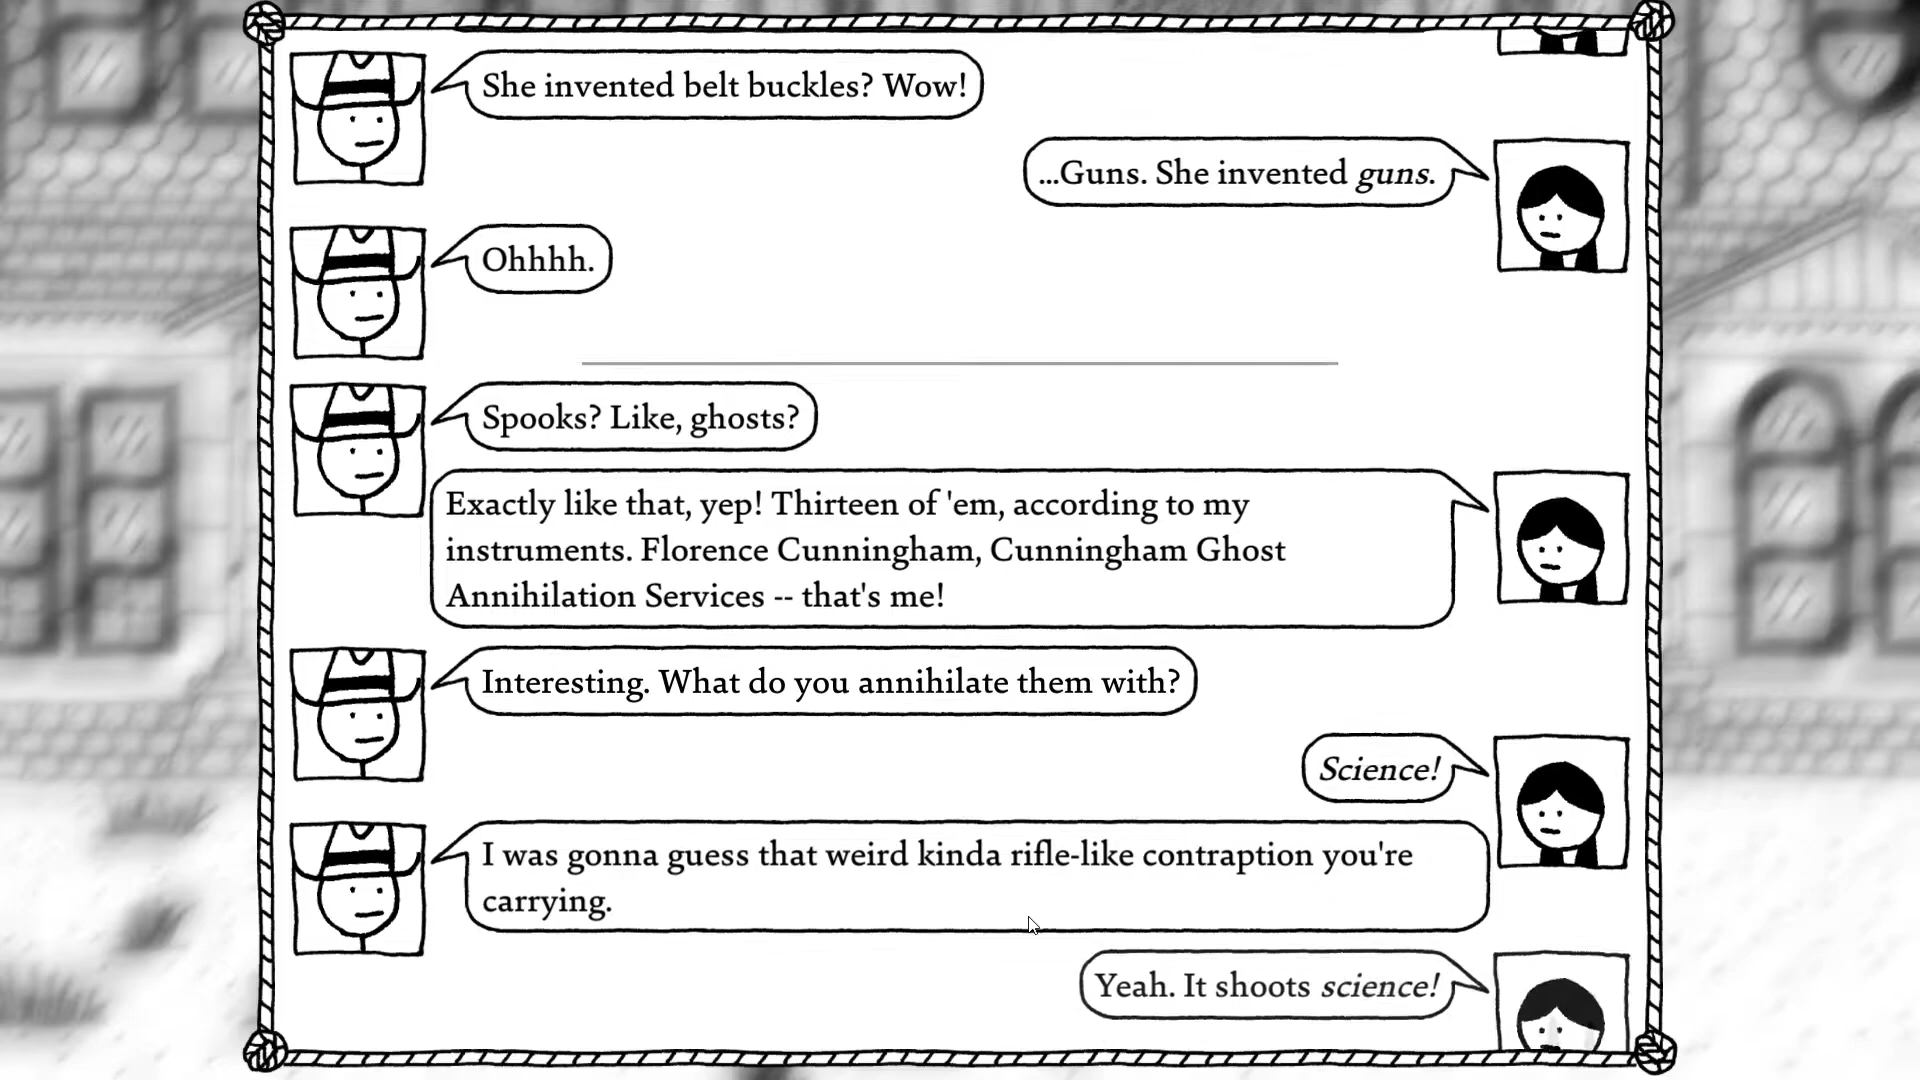 She invented belt buckles? Wow!
...Guns. She invented guns.
Ohhhh.
Spooks? Like, ghosts?
Exactly like that, yep! Thirteen of 'em, according to my
instruments. Florence Cunningham, Cunningham Ghost
Annihilation Services -- that's me!
Interesting. What do you annihilate them with?
Science!
I was gonna guess that weird kinda rifle-like contraption you're
carrying.
Yeah. It shoots science!